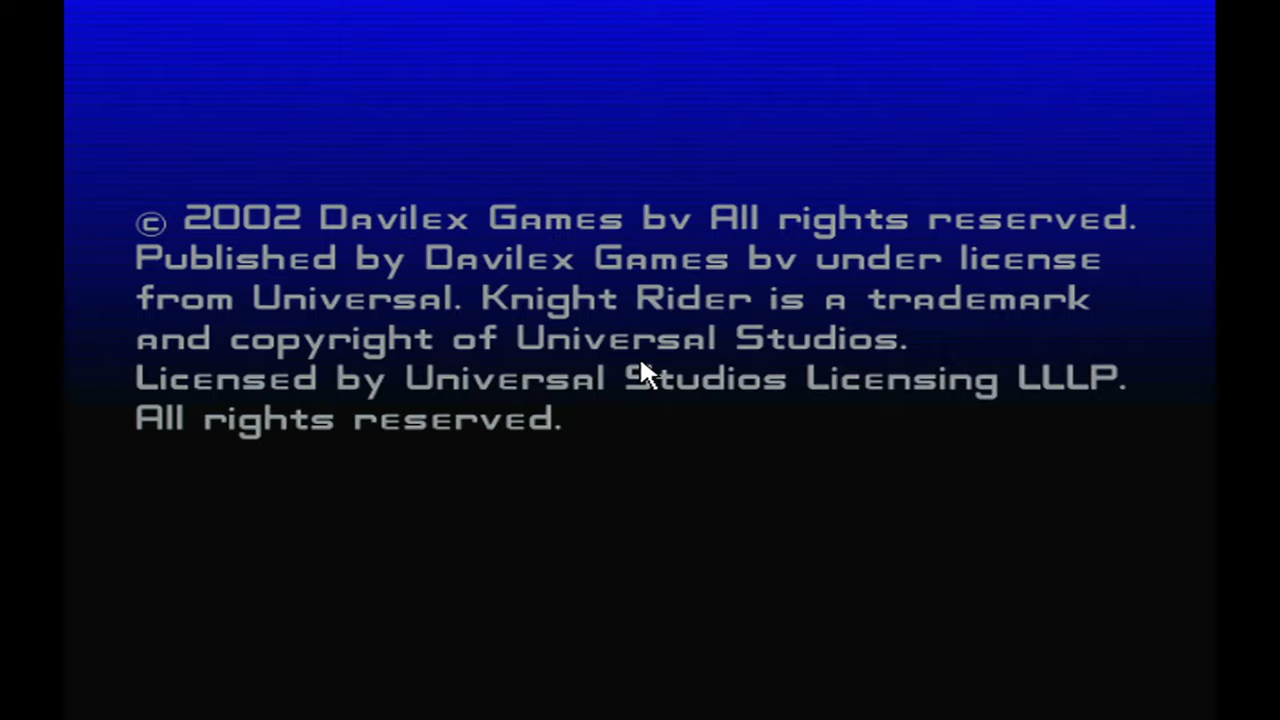 © 2002 Davilex Games bv All rights reserved.
Published by Davilex Games bv under license
from Universal. Knight Rider is a trademark
and copyright of Universal Studios.
Licensed by Universal Studios Licensing LLLP.
All rights reserved.